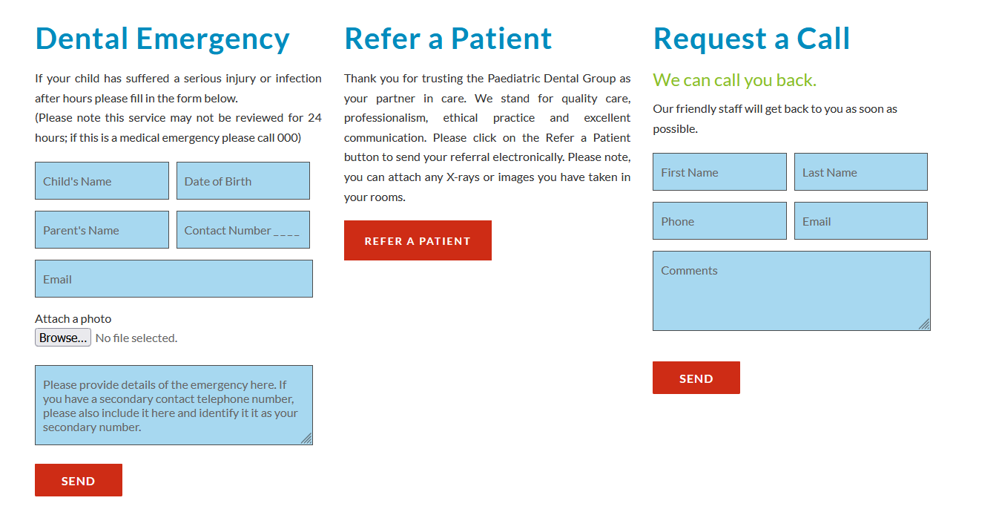 Dental Emergency
If your child has suffered a serious injury or infection
after hours please fill in the form below.
(Please note this service may not be reviewed for 24
hours; if this is a medical emergency please call 000)
Child's Name
Date of Birth
Parent's Name
Contact Number _ _ _ _
Email
Attach a photo
Browse... No file selected.
Please provide details of the emergency here. If
you have a secondary contact telephone number,
please also include it here and identify it it as your
secondary number.
SEND
Refer a Patient
Thank you for trusting the Paediatric Dental Group as
your partner in care. We stand for quality care,
professionalism, ethical practice and excellent
communication. Please click on the Refer a Patient
button to send your referral electronically. Please note,
you can attach any X-rays or images you have taken in
your rooms.
REFER A PATIENT
Request a Call
We can call you back.
Our friendly staff will get back to you as soon as
possible.
First Name
Last Name
Phone
Email
Comments
SEND